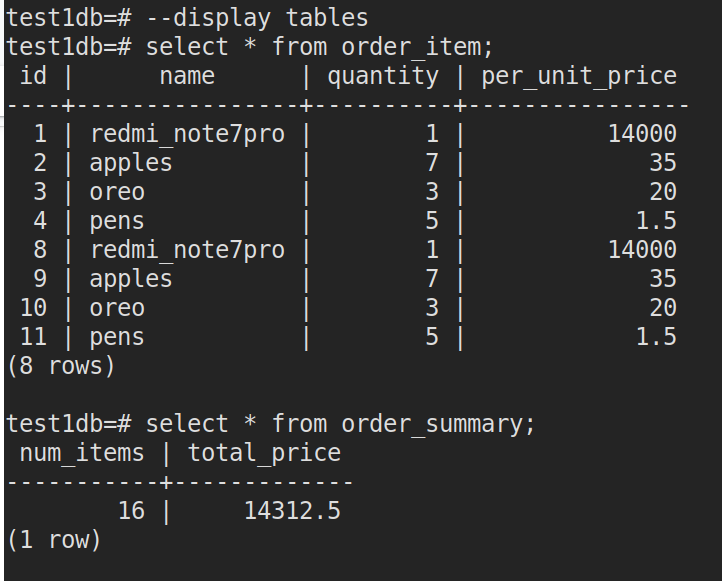 test1db=# --display tables
test1db=# select * from order_item;
 id |      name      | quantity | per_unit_price
----+----------------+----------+----------------
  1 | redmi_note7pro |        1 |          14000
  2 | apples         |        7 |             35
  3 | oreo           |        3 |             20
  4 | pens           |        5 |            1.5
  8 | redmi_note7pro |        1 |          14000
  9 | apples         |        7 |             35
 10 | oreo           |        3 |             20
 11 | pens           |        5 |            1.5
(8 rows)

test1db=# select * from order_summary;
 num_items | total_price
-----------+-------------
        16 |     14312.5
(1 row)